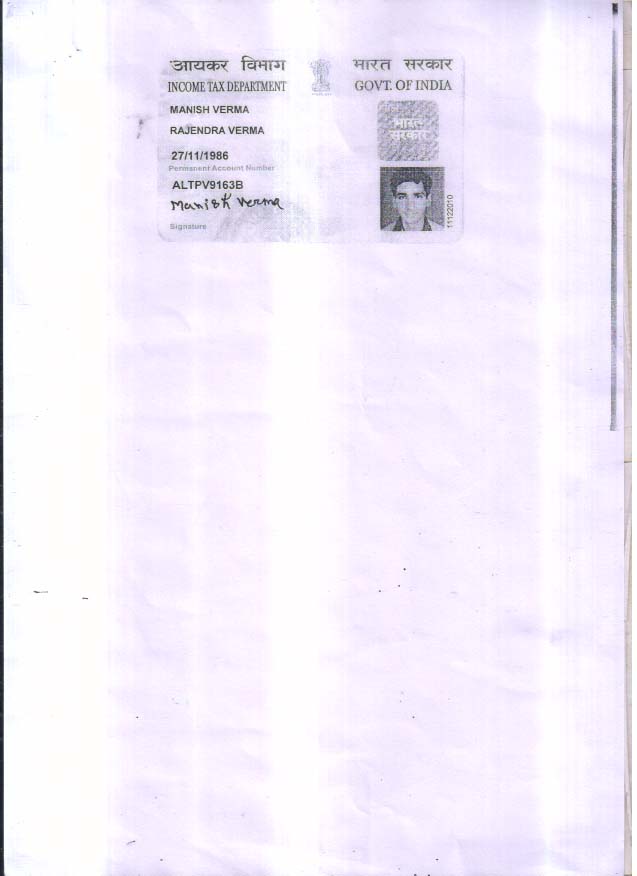 आयकर विभाग
INCOME TAX DEPARTMENT
भारत सरकार
GOVT. OF INDIA
MANISH VERMA
RAJENDRA VERMA
27/11/1986
Permanent Account Number
ALTPV9163B
Manish Verma
Signature
भारत
सरकार
11122010